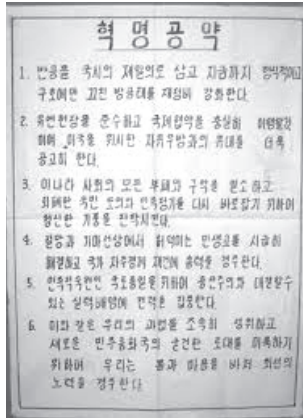 혁명공약
1. 반공을 국시의 제일의로 삼고 지금까지 형식적이고
구호에만 끄친 반공태세를 재정비 강화한다.
2. 유엔헌장을 준수하고 국제협약을 충실히 이행할것
이며 미국을 위시한 자유우방과의 유대를 더욱
공고히 한다.
3. 이나라 사회의 모든 부패와 구악을 일소하고
퇴폐한 국민 도의와 민족정기를 다시 바로잡기 위하여
청신한 기풍을 진작시킨다.
4. 절망과 기아선상에서 허덕이는 민생고를 시급히
해결하고 국가 자주경제 재건에 총력을 경주한다.
5. 민족적숙원인 국토통일을 위하여 공산주의와 대결할수
있는 실력배양에 전력을 집중한다.
6. 이와 같은 우리의 과업을 조속히 성취하고
새로운 민주공화국의 굳건한 토대를 이룩하기
위하여 우리는 몸과 마음을 바쳐 최선의
노력을 경주한다.